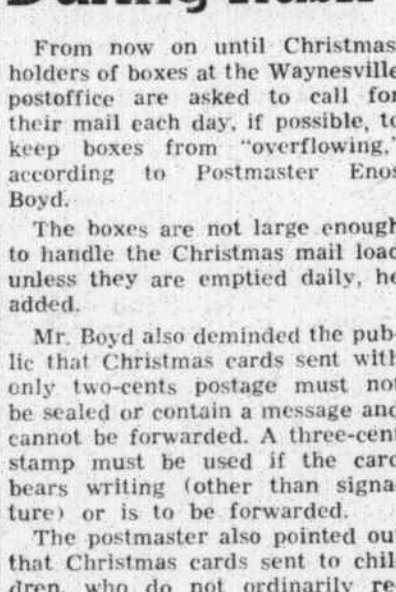 From now on until Christmas
holders of boxes at the Waynesville
postoffice are asked to call for
their mail each day, if possible, to
keep boxes from "overflowing,"
according to Postmaster Enos
Boyd.
The boxes are not large enough
to handle the Christmas mail load
unless they are emptied daily, he
added.
Mr. Boyd also deminded the pub-
lic that Christmas cards sent with
only two-cents postage must not
be sealed or contain a message and
cannot be forwarded. A three-cent
stamp must be used if the card
bears writing (other than signa-
ture) or is to be forwarded.
The postmaster also pointed out
that Christmas cards sent to chil-
dren, who do not ordinarily re-